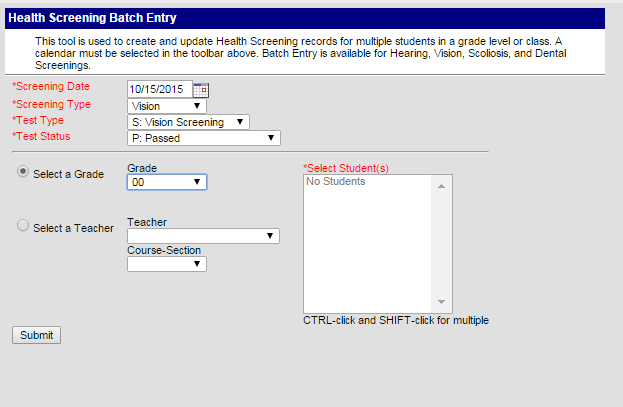 Health Screening Batch Entry
This tool is used to create and update Health Screening records for multiple students in a grade level or class. A
calendar must be selected in the toolbar above. Batch Entry is available for Hearing, Vision, Scoliosis, and Dental
Screenings.
*Screening Date 10/15/2015
*Screening Type Vision
*Test Type S: Vision Screening
*Test Status P: Passed
Select a Grade
Grade
00
*Select Student(s)
No Students
Select a Teacher
Teacher
Course-Section
CTRL-click and SHIFT-click for multiple
Submit